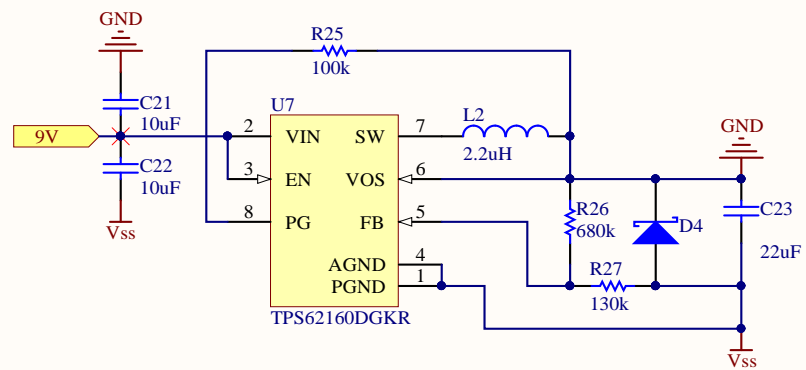 GND
R25
100k
C21
10uF
9V
C22
10uF
Vss
U7
2 VIN SW 7
3 EN VOS 6
8 PG FB 5
AGND 4
PGND 1
TPS62160DGKR
L2
2.2uH
GND
R26
680k
D4
C23
22uF
R27
130k
Vss